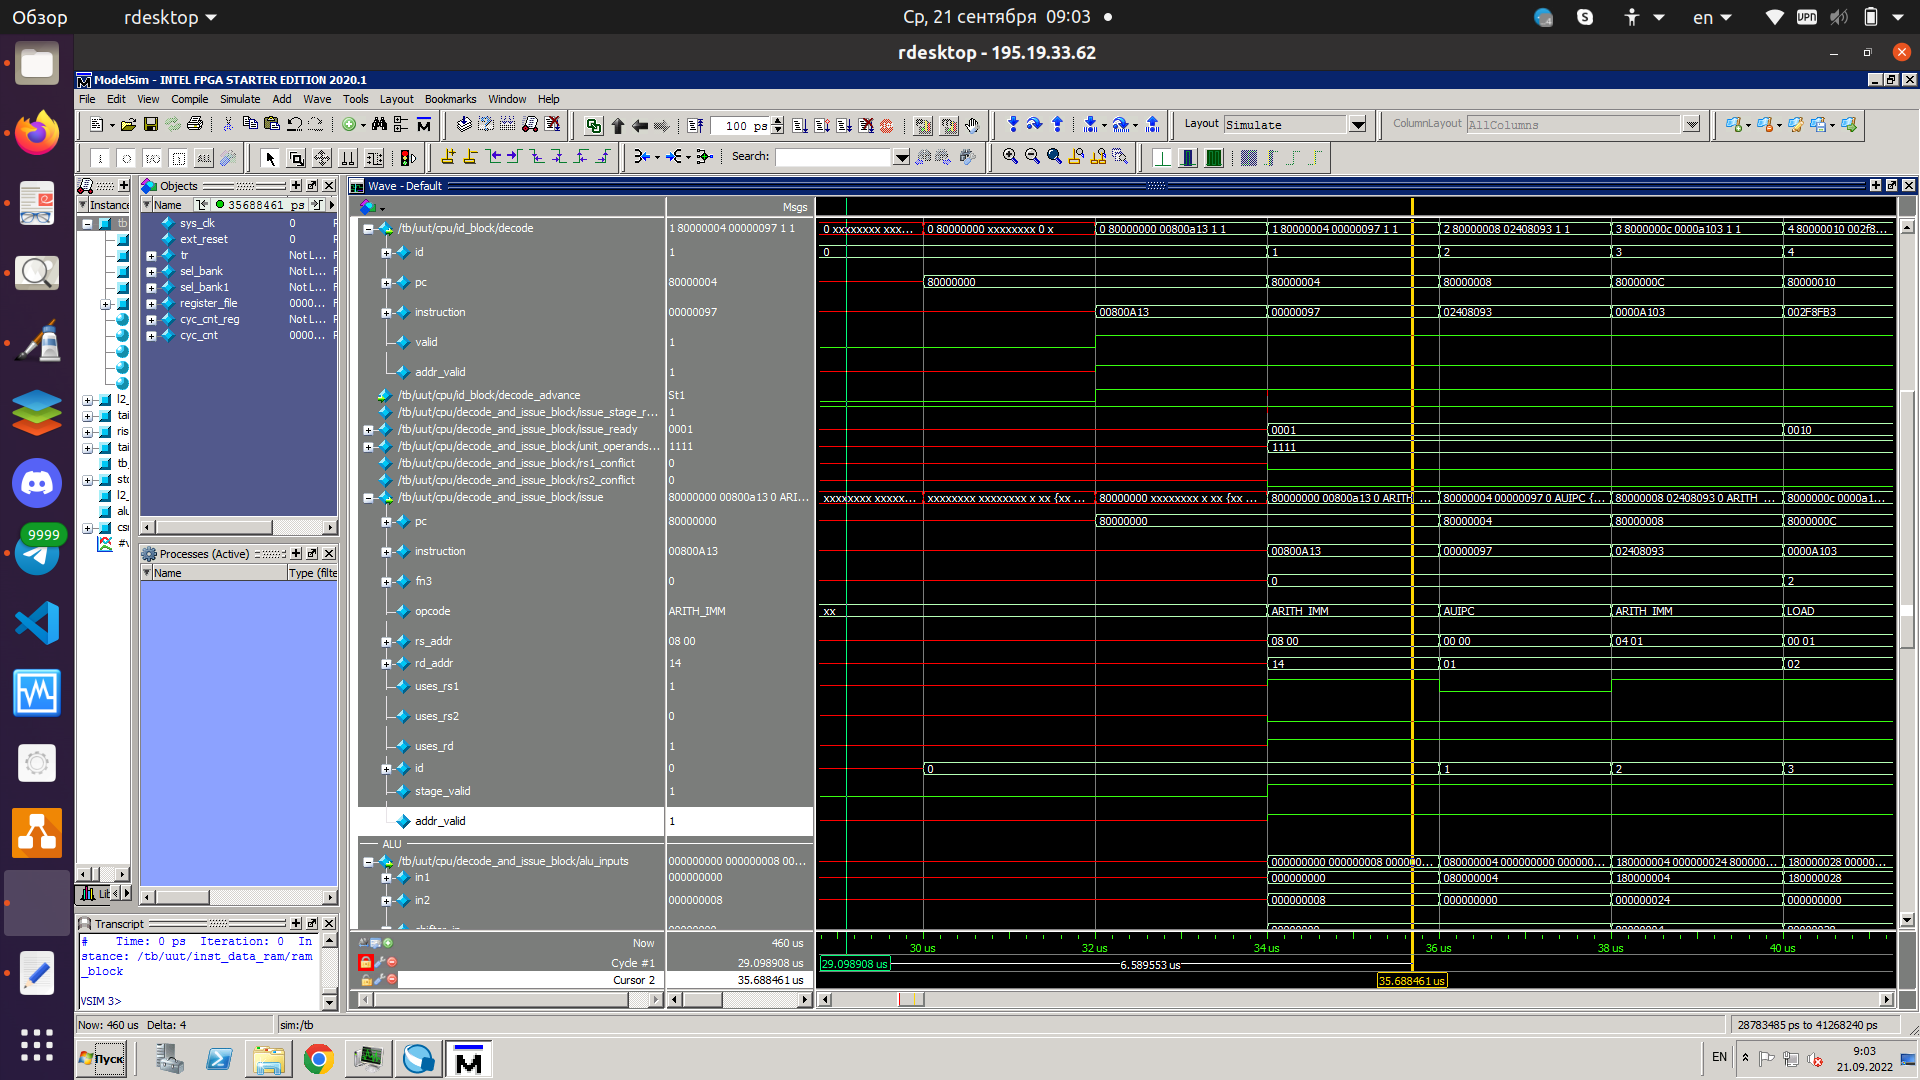 Обзор
rdesktop
Ср, 21 сентября 09:03
en
VPN
rdesktop - 195.19.33.62
ModelSim - INTEL FPGA STARTER EDITION 2020.1
File Edit View Compile Simulate Add Wave Tools Layout Bookmarks Window Help
100 ps
Layout Simulate
ColumnLayout AllColumns
ALL
Search:
Instance
tb
l2_
tai
ris
tai
tb_
sto
l2_
alu
csr
#v
Lib
Objects
Name 35688461 ps
sys_clk 0
ext_reset 0
tr Not L...
sel_bank Not L...
sel_bank1 Not L...
register_file 0000...
cyc_cnt_reg Not L...
cyc_cnt 0000...
Processes (Active)
Name Type (filte
Transcript
# Time: 0 ps Iteration: 0 In
stance: /tb/uut/inst_data_ram/ram
_block
VSIM 3>
Wave - Default
Msgs
/tb/uut/cpu/id_block/decode 1 80000004 00000097 1 1 0 xxxxxxxx xxx... 0 80000000 xxxxxxxx 0 x 0 80000000 00800a13 1 1 1 80000004 00000097 1 1 2 80000008 02408093 1 1 3 8000000c 0000a103 1 1 4 80000010 002f8...
id 1 0 1 2 3 4
pc 80000004 80000000 80000004 80000008 8000000C 80000010
instruction 00000097 00800A13 00000097 02408093 0000A103 002F8FB3
valid 1
addr_valid 1
/tb/uut/cpu/id_block/decode_advance St1
/tb/uut/cpu/decode_and_issue_block/issue_stage_r... 1
/tb/uut/cpu/decode_and_issue_block/issue_ready 0001 0001 0010
/tb/uut/cpu/decode_and_issue_block/unit_operands... 1111 1111
/tb/uut/cpu/decode_and_issue_block/rs1_conflict 0
/tb/uut/cpu/decode_and_issue_block/rs2_conflict 0
/tb/uut/cpu/decode_and_issue_block/issue 80000000 00800a13 0 ARI... xxxxxxxx xxxxx... xxxxxxxx xxxxxxxx x xx {xx ... 80000000 xxxxxxxx x xx {xx ... 80000000 00800a13 0 ARITH_... 80000004 00000097 0 AUIPC {... 80000008 02408093 0 ARITH_... 8000000c 0000a1...
pc 80000000 80000000 80000004 80000008 8000000C
instruction 00800A13 00800A13 00000097 02408093 0000A103
fn3 0 0 2
opcode ARITH_IMM xx ARITH_IMM AUIPC ARITH_IMM LOAD
rs_addr 08 00 08 00 00 00 04 01 00 01
rd_addr 14 14 01 02
uses_rs1 1
uses_rs2 0
uses_rd 1
id 0 0 1 2 3
stage_valid 1
addr_valid 1
ALU
/tb/uut/cpu/decode_and_issue_block/alu_inputs 000000000 000000008 00... 000000000 000000008 00000... 080000004 000000000 000000... 180000004 000000024 800000... 180000028 00000...
in1 000000000 000000000 080000004 180000004 180000028
in2 000000008 000000008 000000000 000000024 000000000
Now 460 us 30 us 32 us 34 us 36 us 38 us 40 us
Cycle #1 29.098908 us 29.098908 us 6.589553 us
Cursor 2 35.688461 us 35.688461 us
9999
Now: 460 us Delta: 4 sim:/tb 28783485 ps to 41268240 ps
Пуск
EN
9:03
21.09.2022